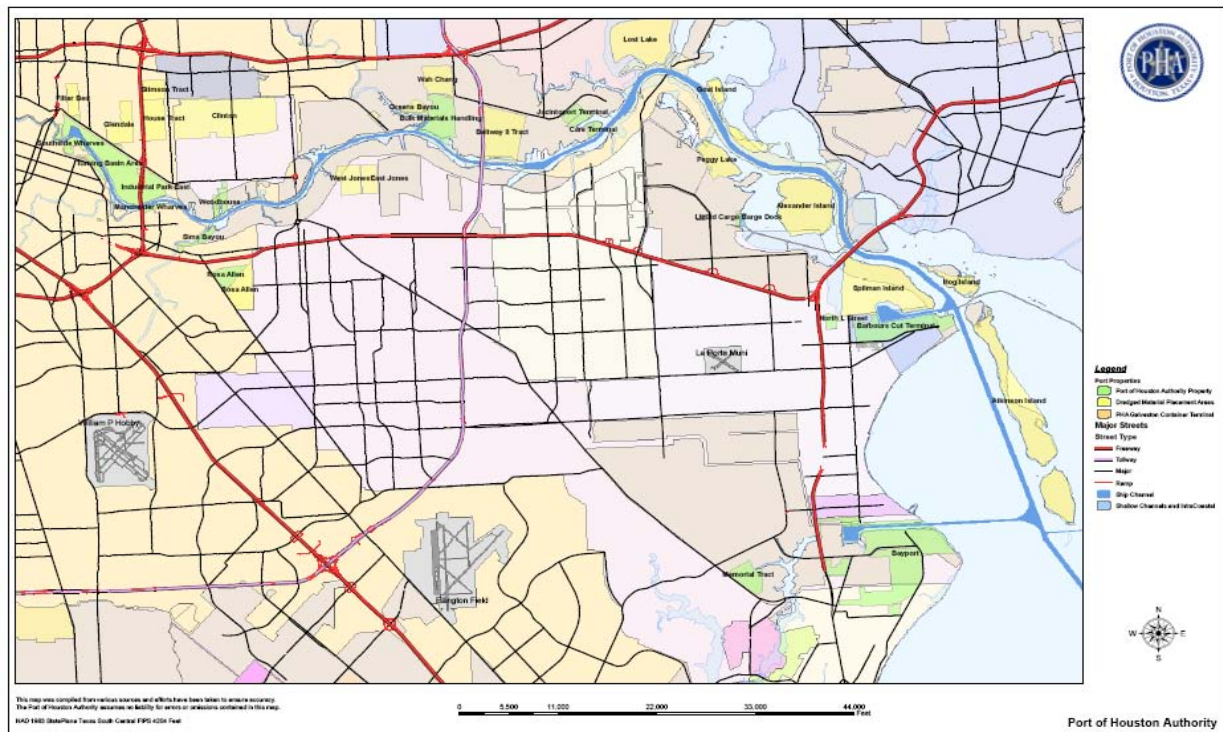 Lost Lake
Wah Chang
Stimson Tract
Goat Island
Filter Bed
Greens Bayou
Bulk Materials Handling
Jacintoport Terminal
House Tract
Clinton
Glendale
Care Terminal
Beltway 8 Tract
Southside Wharves
Turning Basin Area
Peggy Lake
West Jones
East Jones
Industrial Park East
Woodhouse
Manchester Wharves
Alexander Island
Liquid Cargo Barge Dock
Sims Bayou
Rosa Allen
Rosa Allen
Spilman Island
Hog Island
North L Street
Barbours Cut Terminal
La Porte Muni
Atkinson Island
William P Hobby
Bayport
Memorial Tract
Ellington Field
PORT OF HOUSTON AUTHORITY
PHA
HOUSTON, TEXAS
Legend
Port Properties
Port of Houston Authority Property
Dredged Material Placement Areas
PHA Galveston Container Terminal
Major Streets
Street Type
Freeway
Tollway
Major
Ramp
Ship Channel
Shallow Channels and IntraCoastal
N
W E
S
This map was compiled from various sources and efforts have been taken to ensure accuracy.
The Port of Houston Authority assumes no liability for errors or omissions contained in this map.
NAD 1983 StatePlane Texas South Central FIPS 4204 Feet
0 5,500 11,000 22,000 33,000 44,000
Feet
Port of Houston Authority